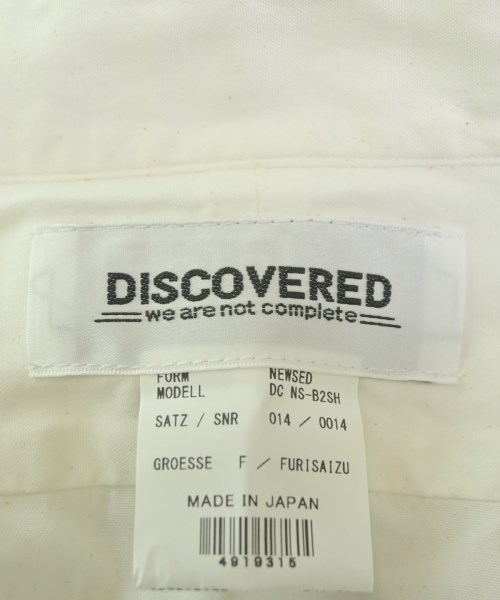 DISCOVERED
we are not complete
FORM NEWSED
MODELL DC NS-B2SH
SATZ / SNR 014 / 0014
GROESSE F / FURISAIZU
MADE IN JAPAN
4919315